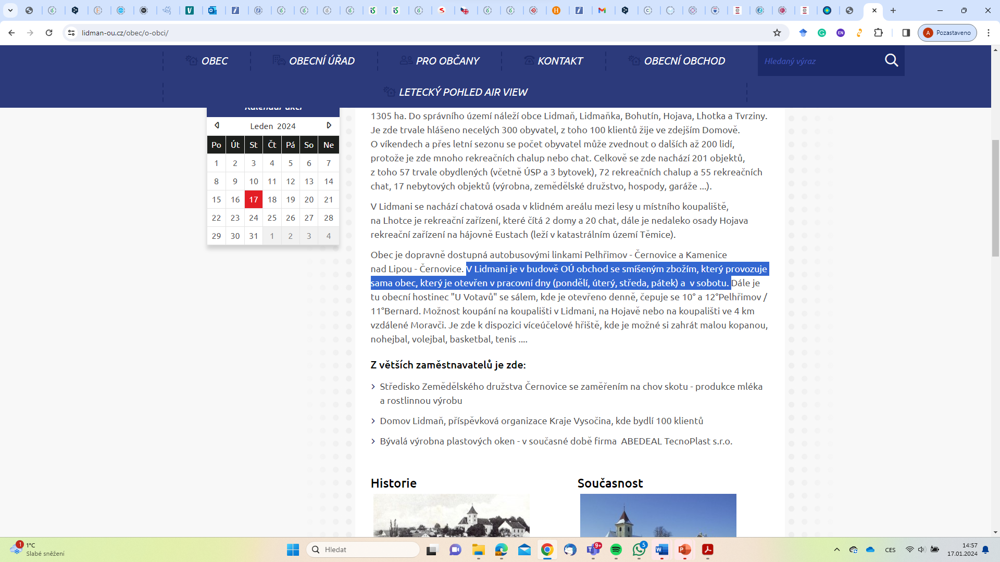 lidman-ou.cz/obec/o-obci/
A Pozastaveno
OBEC
OBECNÍ ÚŘAD
PRO OBČANY
KONTAKT
OBECNÍ OBCHOD
Hledaný výraz
LETECKÝ POHLED AIR VIEW
Kalendář akcí
Leden 2024
Po Út St Čt Pá So Ne
1 2 3 4 5 6 7
8 9 10 11 12 13 14
15 16 17 18 19 20 21
22 23 24 25 26 27 28
29 30 31 1 2 3 4
1305 ha. Do správního území náleží obce Lidmaň, Lidmaňka, Bohutín, Hojava, Lhotka a Tvrziny.
Je zde trvale hlášeno necelých 300 obyvatel, z toho 100 klientů žije ve zdejším Domově.
O víkendech a přes letní sezonu se počet obyvatel může zvednout o dalších až 200 lidí,
protože je zde mnoho rekreačních chalup nebo chat. Celkově se zde nachází 201 objektů,
z toho 57 trvale obydlených (včetně ÚSP a 3 bytovek), 72 rekreačních chalup a 55 rekreačních
chat, 17 nebytových objektů (výrobna, zemědělské družstvo, hospody, garáže ...).
V Lidmani se nachází chatová osada v klidném areálu mezi lesy u místního koupaliště,
na Lhotce je rekreační zařízení, které čítá 2 domy a 20 chat, dále je nedaleko osady Hojava
rekreační zařízení na hájovně Eustach (leží v katastrálním území Těmice).
Obec je dopravně dostupná autobusovými linkami Pelhřimov - Černovice a Kamenice
nad Lipou - Černovice. V Lidmani je v budově OÚ obchod se smíšeným zbožím, který provozuje
sama obec, který je otevřen v pracovní dny (pondělí, úterý, středa, pátek) a v sobotu. Dále je
tu obecní hostinec "U Votavů" se sálem, kde je otevřeno denně, čepuje se 10° a 12°Pelhřimov /
11°Bernard. Možnost koupání na koupališti v Lidmani, na Hojavě nebo na koupališti ve 4 km
vzdálené Moravči. Je zde k dispozici víceúčelové hřiště, kde je možné si zahrát malou kopanou,
nohejbal, volejbal, basketbal, tenis ....
Z větších zaměstnavatelů je zde:
Středisko Zemědělského družstva Černovice se zaměřením na chov skotu - produkce mléka
a rostlinnou výrobu
Domov Lidmaň, příspěvková organizace Kraje Vysočina, kde bydlí 100 klientů
Bývalá výrobna plastových oken - v současné době firma ABEDEAL TecnoPlast s.r.o.
Historie
Současnost
1
1°C
Slabé sněžení
Hledat
9+
5
CES
14:57
17.01.2024